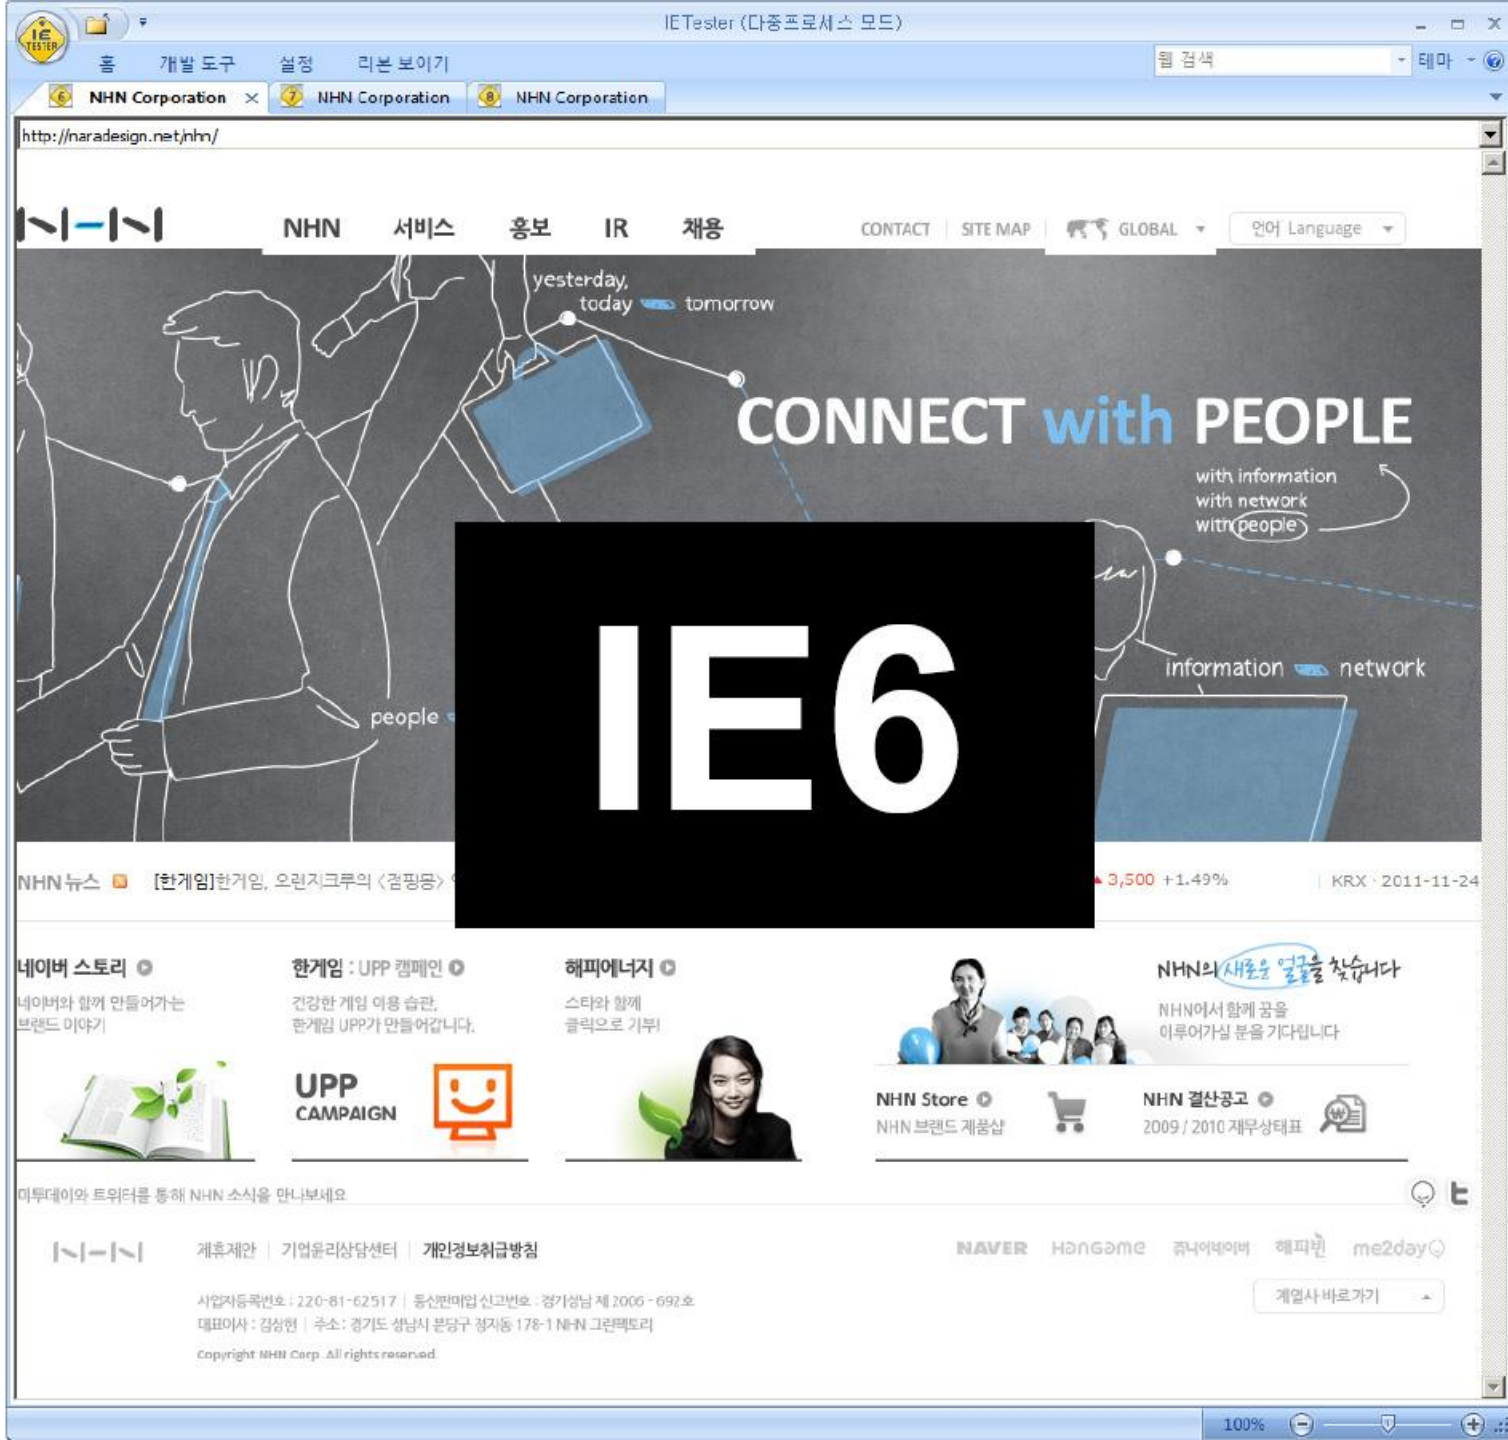 IETester (다중프로세스 모드)
홈 개발 도구 설정 리본 보이기 웹 검색 테마
NHN Corporation NHN Corporation NHN Corporation
http://naradesign.net/nhn/
NHN 서비스 홍보 IR 채용 CONTACT SITE MAP GLOBAL 언어 Language
yesterday,
today tomorrow
CONNECT with PEOPLE
with information
with network
with people
IE6
information network
people
NHN 뉴스 [한게임]한게임, 오렌지크루의 <점핑몽> ▲ 3,500 +1.49% KRX · 2011-11-24
네이버 스토리 한게임 : UPP 캠페인 해피에너지 NHN의 새로운 얼굴을 찾습니다
네이버와 함께 만들어가는
브랜드 이야기
건강한 게임 이용 습관,
한게임 UPP가 만들어갑니다.
스타와 함께
클릭으로 기부!
NHN에서 함께 꿈을
이루어가실 분을 기다립니다
UPP
CAMPAIGN
NHN Store
NHN 브랜드 제품샵
NHN 결산공고
2009 / 2010 재무상태표
미투데이와 트위터를 통해 NHN 소식을 만나보세요
제휴제안 기업윤리상담센터 개인정보취급방침 NAVER Hangame 쥬니어네이버 해피빈 me2day
계열사 바로가기
사업자등록번호 : 220-81-62517 통신판매업 신고번호 : 경기성남 제 2006 - 692호
대표이사 : 김상헌 주소 : 경기도 성남시 분당구 정자동 178-1 NHN 그린팩토리
Copyright NHN Corp. All rights reserved.
100%